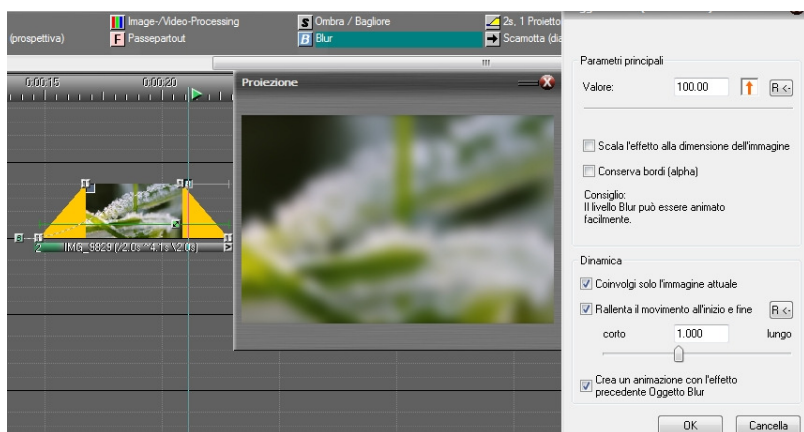 Image-/Video-Processing
Ombra / Bagliore
2s, 1 Proietto
(prospettiva)
Passepartout
Blur
Scamotta (dia
0:00:15
0:00:20
Proiezione
2 IMG_9829
Parametri principali
Valore:
100.00
R <-
Scala l'effetto alla dimensione dell'immagine
Conserva bordi (alpha)
Consiglio:
Il livello Blur può essere animato
facilmente.
Dinamica
Coinvolgi solo l'immagine attuale
Rallenta il movimento all'inizio e fine
R <-
corto
1.000
lungo
Crea un animazione con l'effetto
precedente Oggetto Blur
OK
Cancella